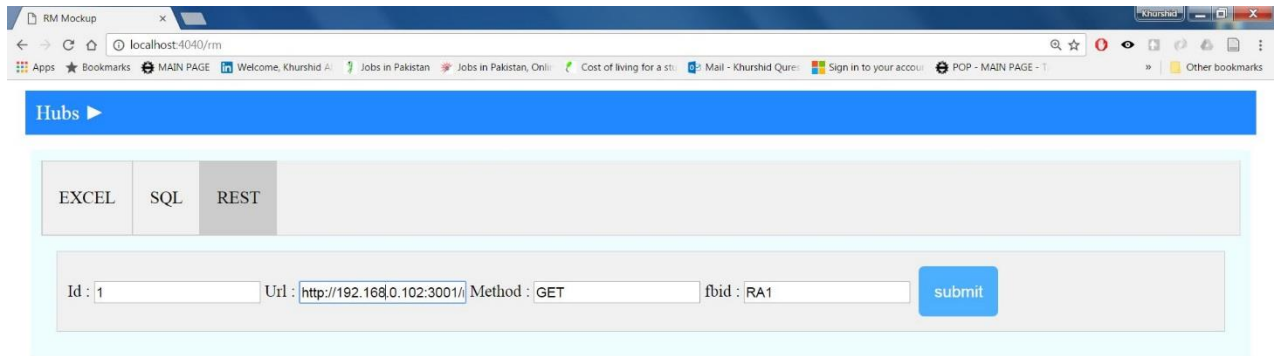 RM Mockup
Khurshid
localhost:4040/rm
Apps Bookmarks MAIN PAGE Welcome, Khurshid A Jobs in Pakistan Jobs in Pakistan, Onli Cost of living for a stu Mail - Khurshid Qures Sign in to your accour POP - MAIN PAGE - T » Other bookmarks
Hubs ►
EXCEL SQL REST
Id : 1 Url : http://192.168.0.102:3001/ Method : GET fbid : RA1 submit